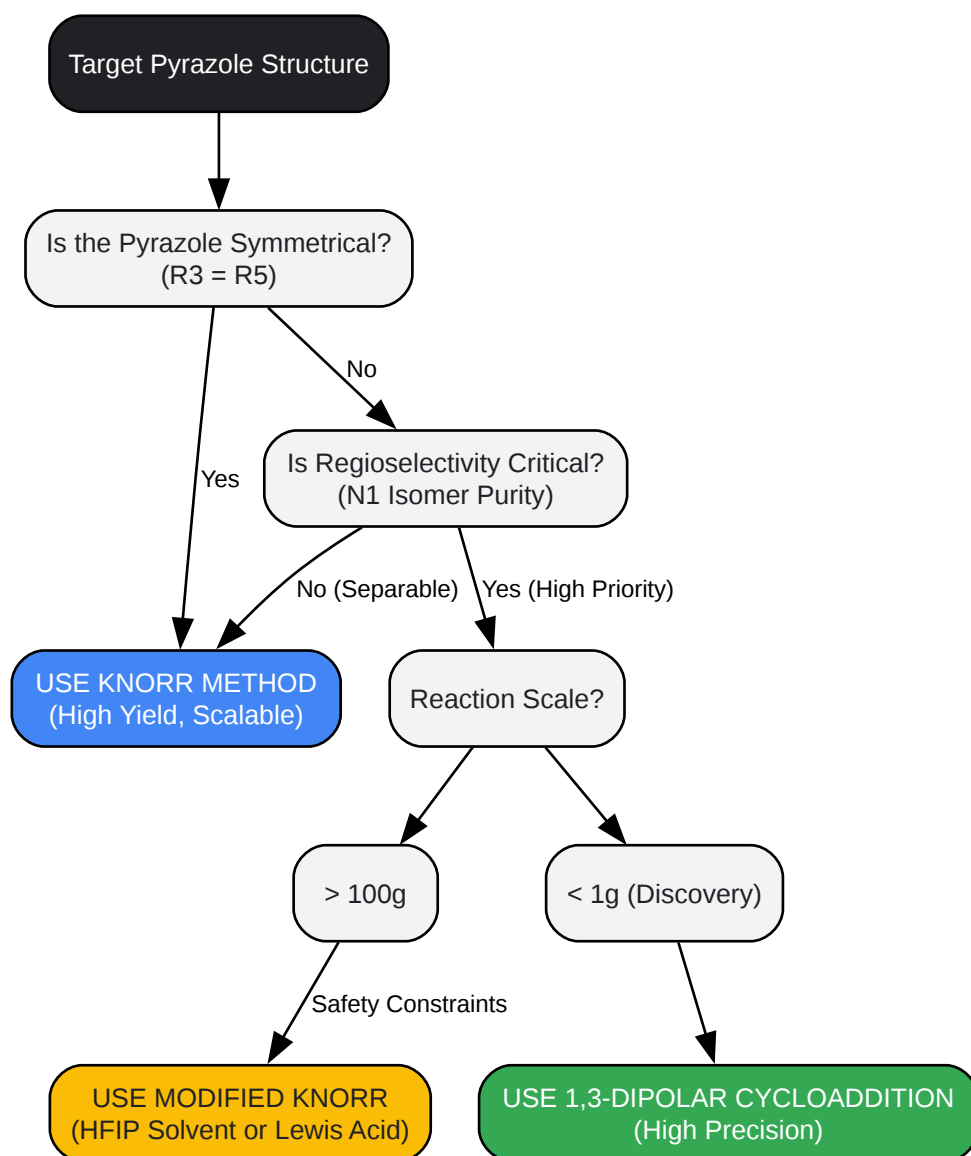 Target Pyrazole Structure
Is the Pyrazole Symmetrical?
(R3 = R5)
No
Is Regioselectivity Critical?
(N1 Isomer Purity)
Yes
No (Separable)
Yes (High Priority)
USE KNORR METHOD
(High Yield, Scalable)
Reaction Scale?
> 100g
< 1g (Discovery)
Safety Constraints
USE MODIFIED KNORR
(HFIP Solvent or Lewis Acid)
USE 1,3-DIPOLAR CYCLOADDITION
(High Precision)